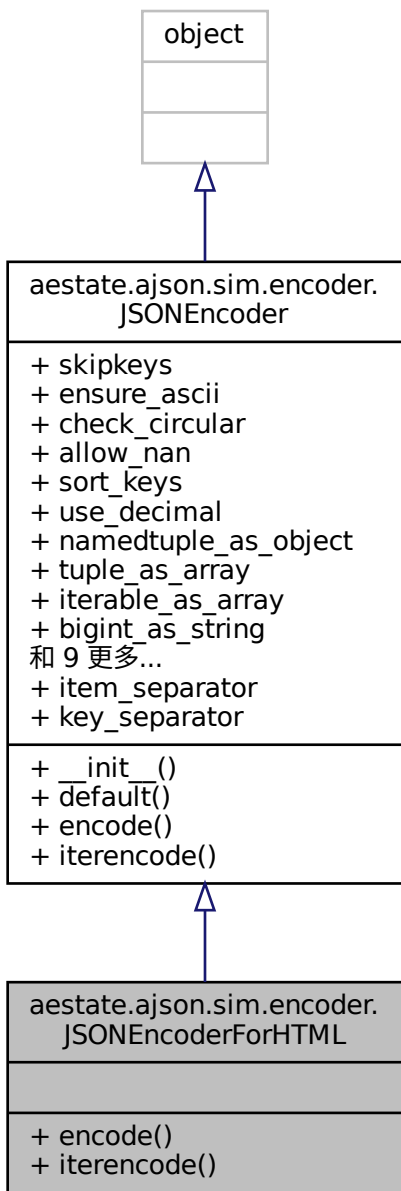 object
aestate.ajson.sim.encoder.
JSONEncoder
+ skipkeys
+ ensure_ascii
+ check_circular
+ allow_nan
+ sort_keys
+ use_decimal
+ namedtuple_as_object
+ tuple_as_array
+ iterable_as_array
+ bigint_as_string
和 9 更多...
+ item_separator
+ key_separator
+ __init__()
+ default()
+ encode()
+ iterencode()
aestate.ajson.sim.encoder.
JSONEncoderForHTML
+ encode()
+ iterencode()